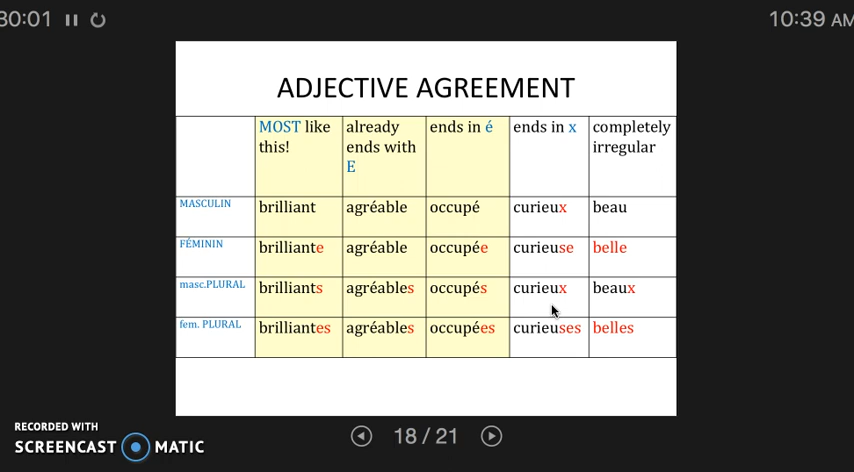 30:01
10:39 AM
ADJECTIVE AGREEMENT
MOST like this!
already ends with E
ends in é
ends in x
completely irregular
MASCULIN brilliant agréable occupé curieux beau
FÉMININ brillante agréable occupée curieuse belle
masc.PLURAL brilliants agréables occupés curieux beaux
fem. PLURAL brilliantes agréables occupées curieuses belles
RECORDED WITH
SCREENCAST MATIC
18 / 21